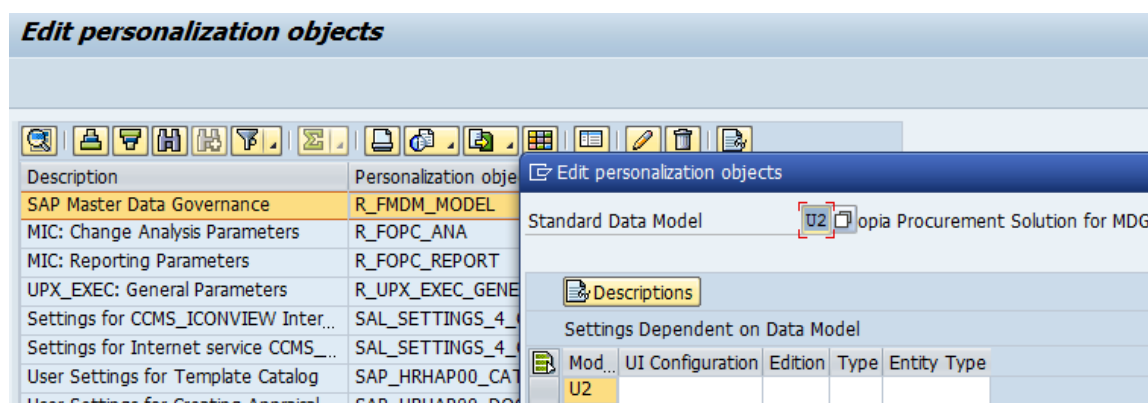 Edit personalization objects
Description
Personalization obje
SAP Master Data Governance
R_FMDM_MODEL
MIC: Change Analysis Parameters
R_FOPC_ANA
MIC: Reporting Parameters
R_FOPC_REPORT
UPX_EXEC: General Parameters
R_UPX_EXEC_GENE
Settings for CCMS_ICONVIEW Inter...
SAL_SETTINGS_4_
Settings for Internet service CCMS_...
SAL_SETTINGS_4_
User Settings for Template Catalog
SAP_HRHAP00_CAT
Edit personalization objects
Standard Data Model
U2
opia Procurement Solution for MDG
Descriptions
Settings Dependent on Data Model
Mod... UI Configuration Edition Type Entity Type
U2